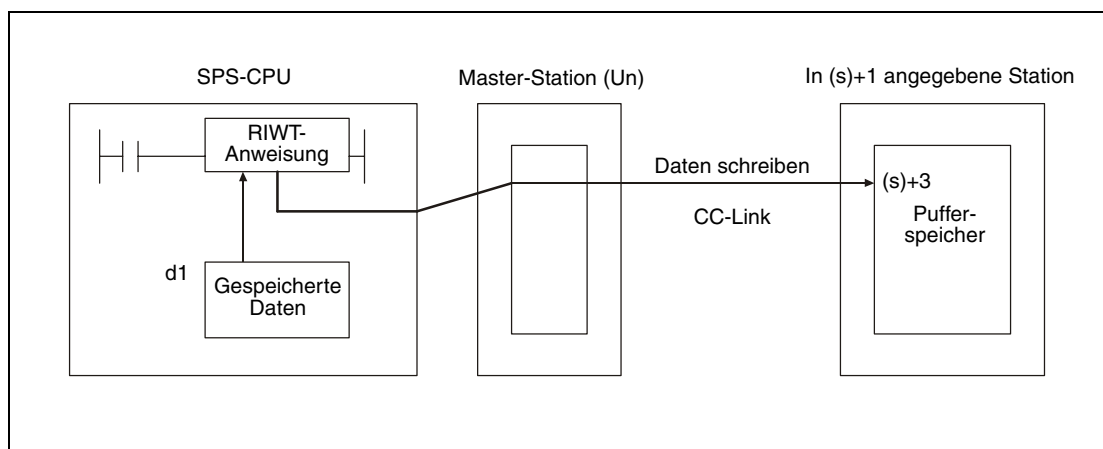 SPS-CPU
Master-Station (Un)
In (s)+1 angegebene Station
RIWT-
Anweisung
Daten schreiben
(s)+3
CC-Link
Puffer-
speicher
d1
Gespeicherte
Daten